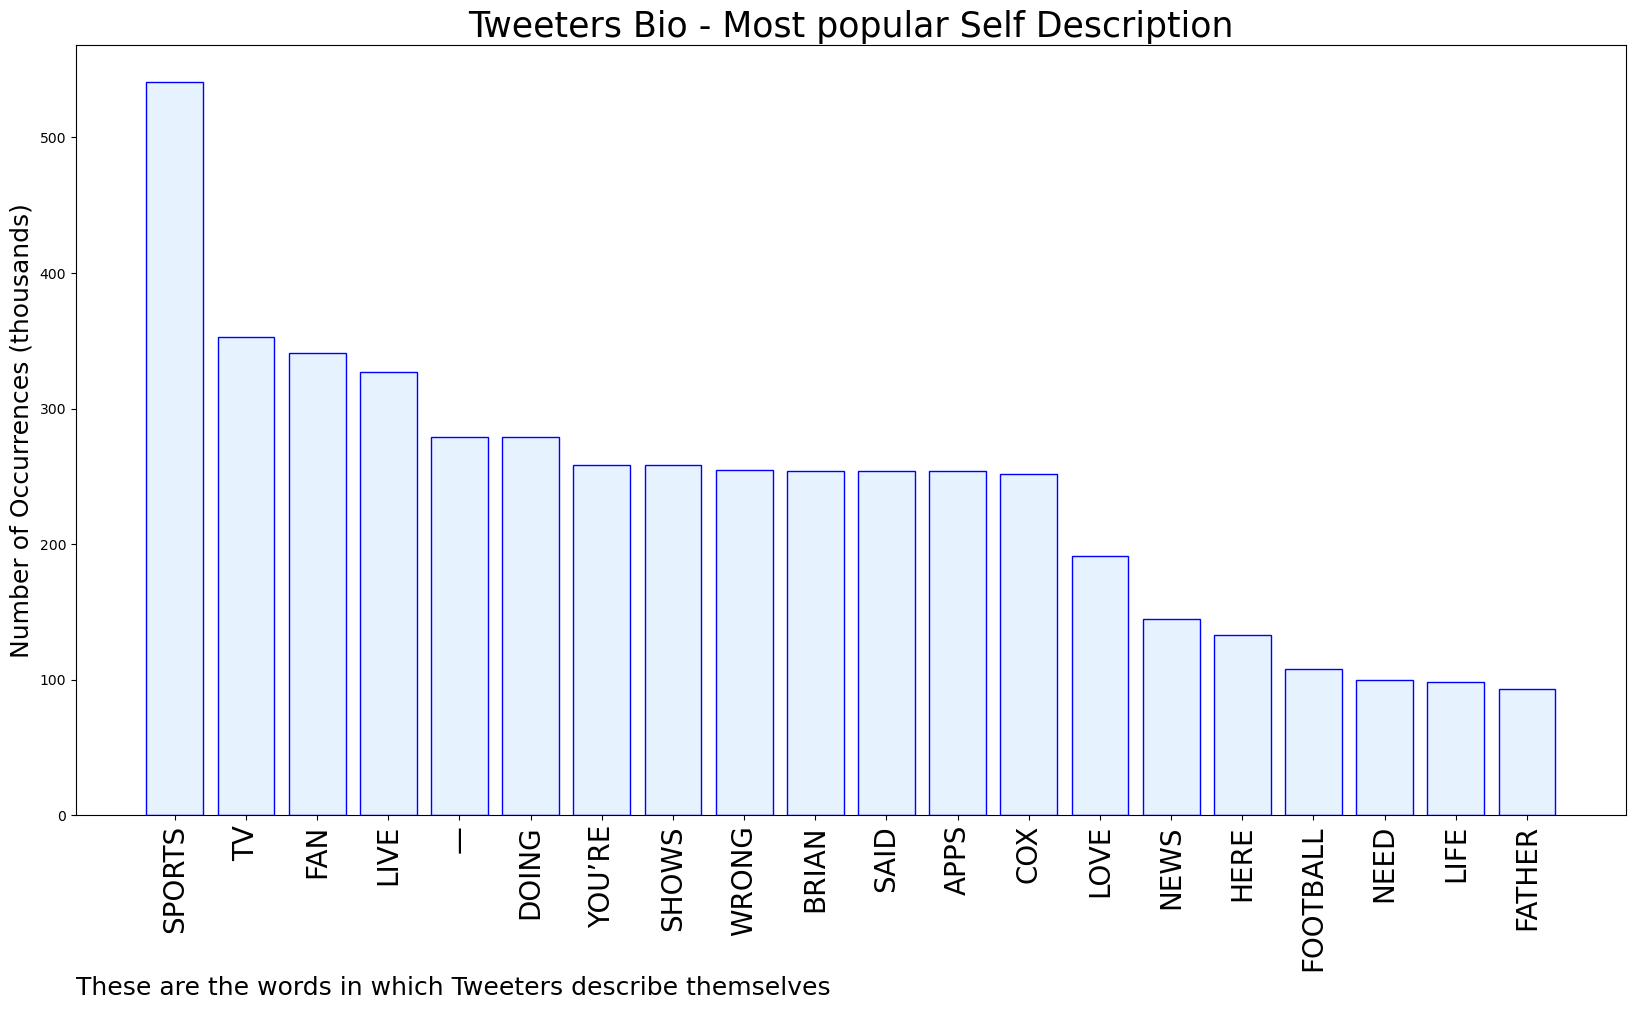 Tweeters Bio - Most popular Self Description
Number of Occurrences (thousands)
500
400
300
200
100
0
SPORTS
TV
FAN
LIVE
—
DOING
YOU’RE
SHOWS
WRONG
BRIAN
SAID
APPS
COX
LOVE
NEWS
HERE
FOOTBALL
NEED
LIFE
FATHER
These are the words in which Tweeters describe themselves